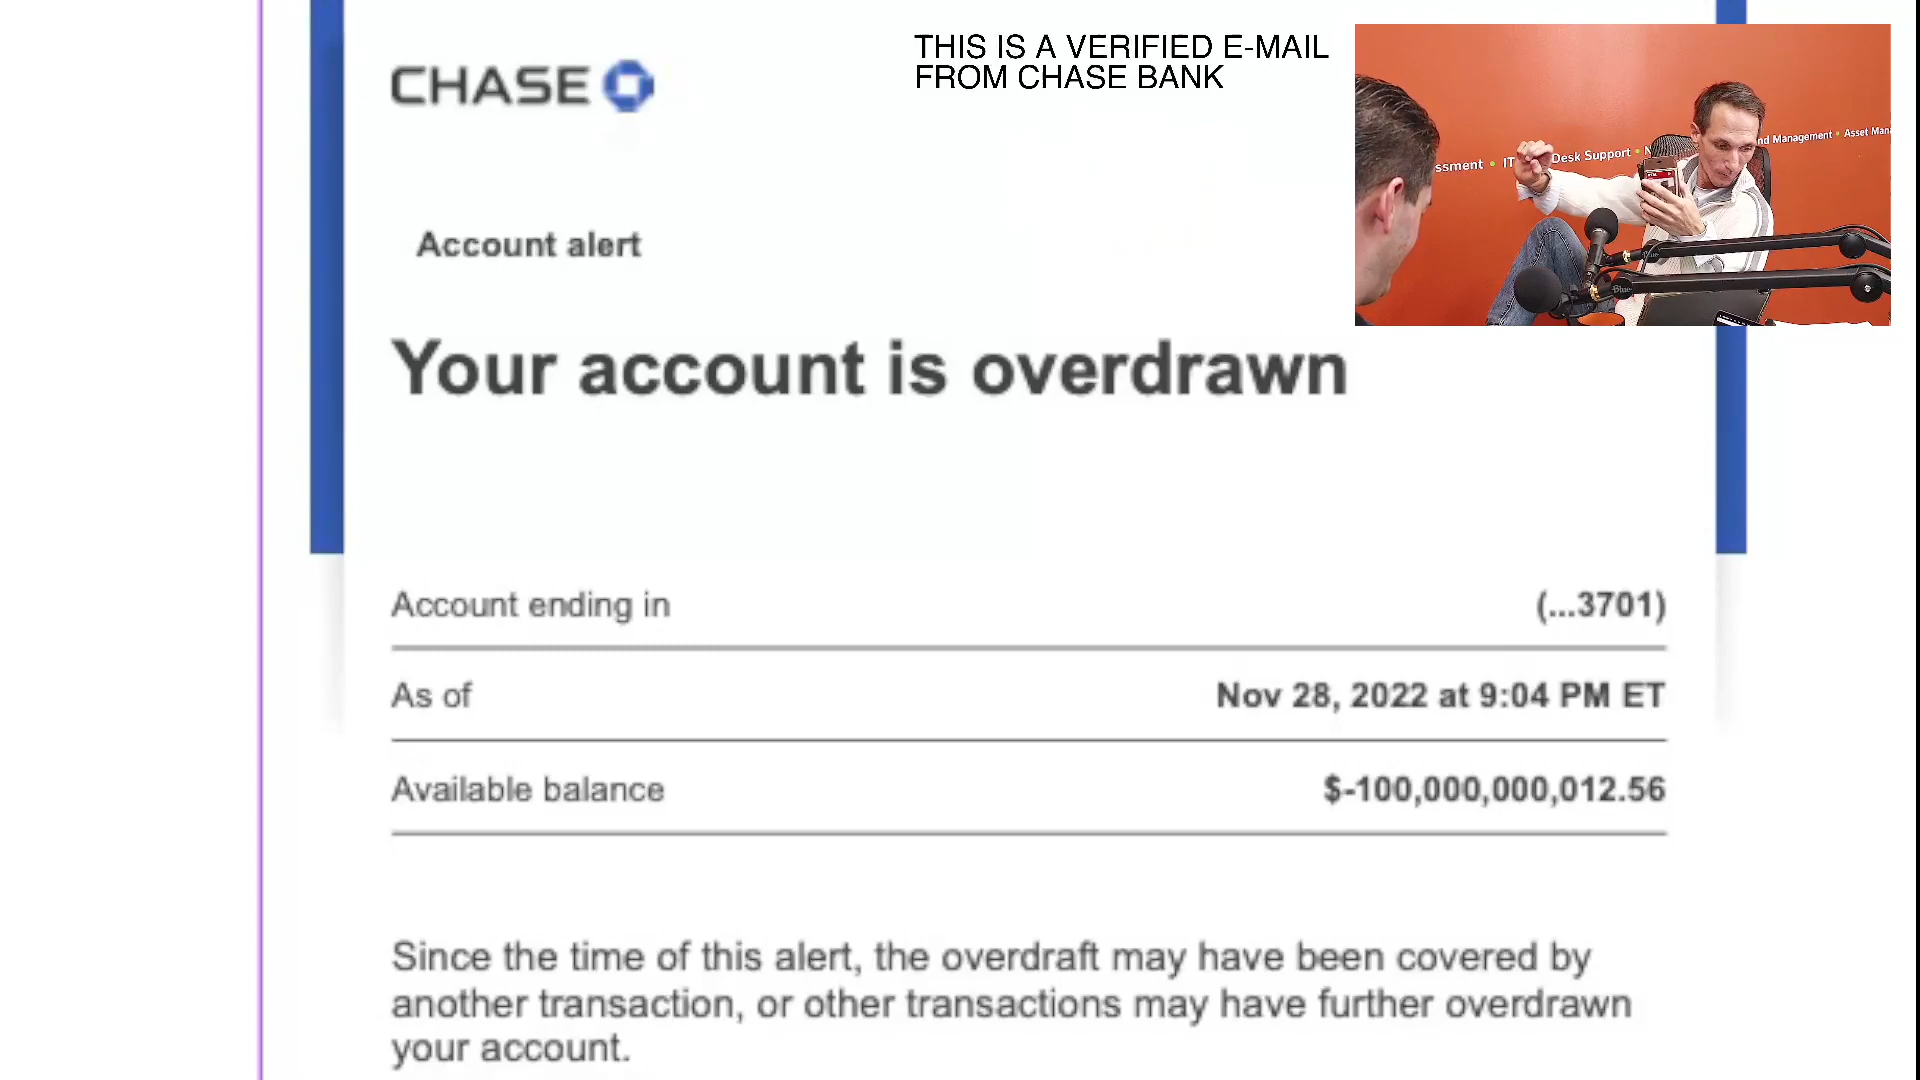 CHASE
THIS IS A VERIFIED E-MAIL
FROM CHASE BANK
ssment • IT Desk Support •
nd Management • Asset Man
Account alert
Your account is overdrawn
Account ending in (...3701)
As of Nov 28, 2022 at 9:04 PM ET
Available balance $-100,000,000,012.56
Since the time of this alert, the overdraft may have been covered by
another transaction, or other transactions may have further overdrawn
your account.
Blue
Blue